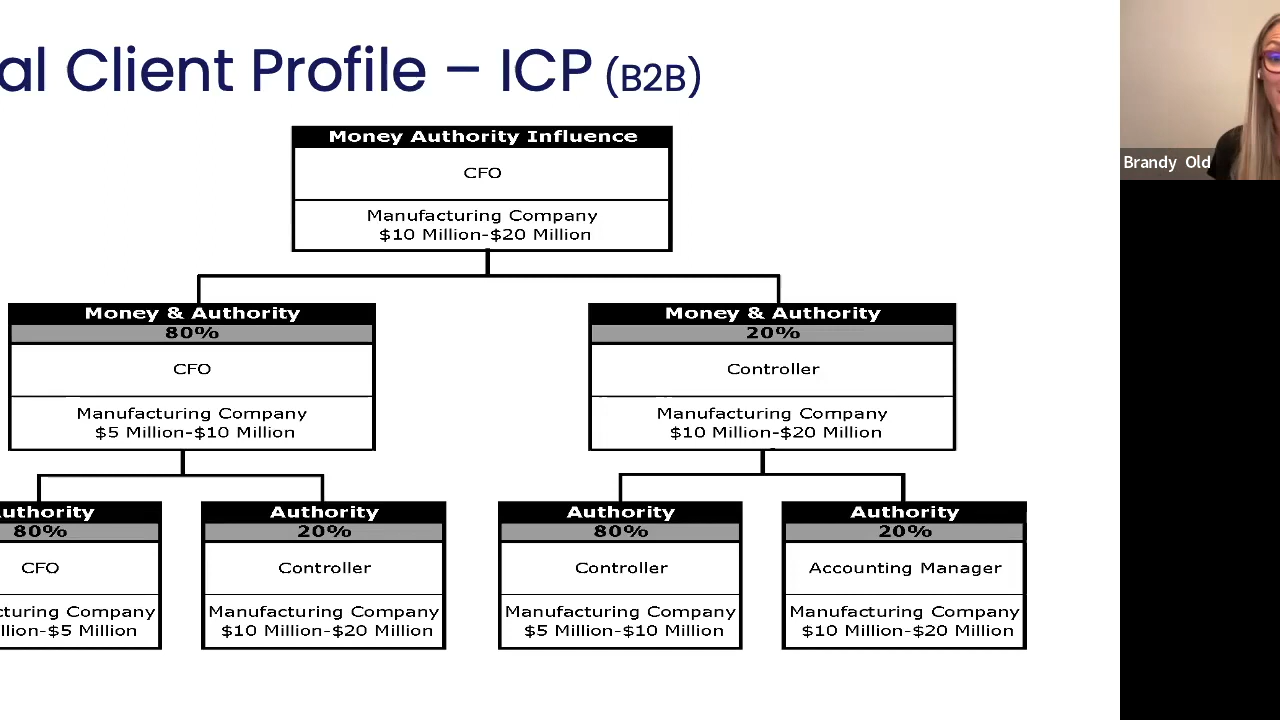 al Client Profile – ICP (B2B)
Brandy Old
Money Authority Influence
CFO
Manufacturing Company
$10 Million-$20 Million
Money & Authority
80%
CFO
Manufacturing Company
$5 Million-$10 Million
Money & Authority
20%
Controller
Manufacturing Company
$10 Million-$20 Million
uthority
80%
CFO
cturing Company
llion-$5 Million
Authority
20%
Controller
Manufacturing Company
$10 Million-$20 Million
Authority
80%
Controller
Manufacturing Company
$5 Million-$10 Million
Authority
20%
Accounting Manager
Manufacturing Company
$10 Million-$20 Million